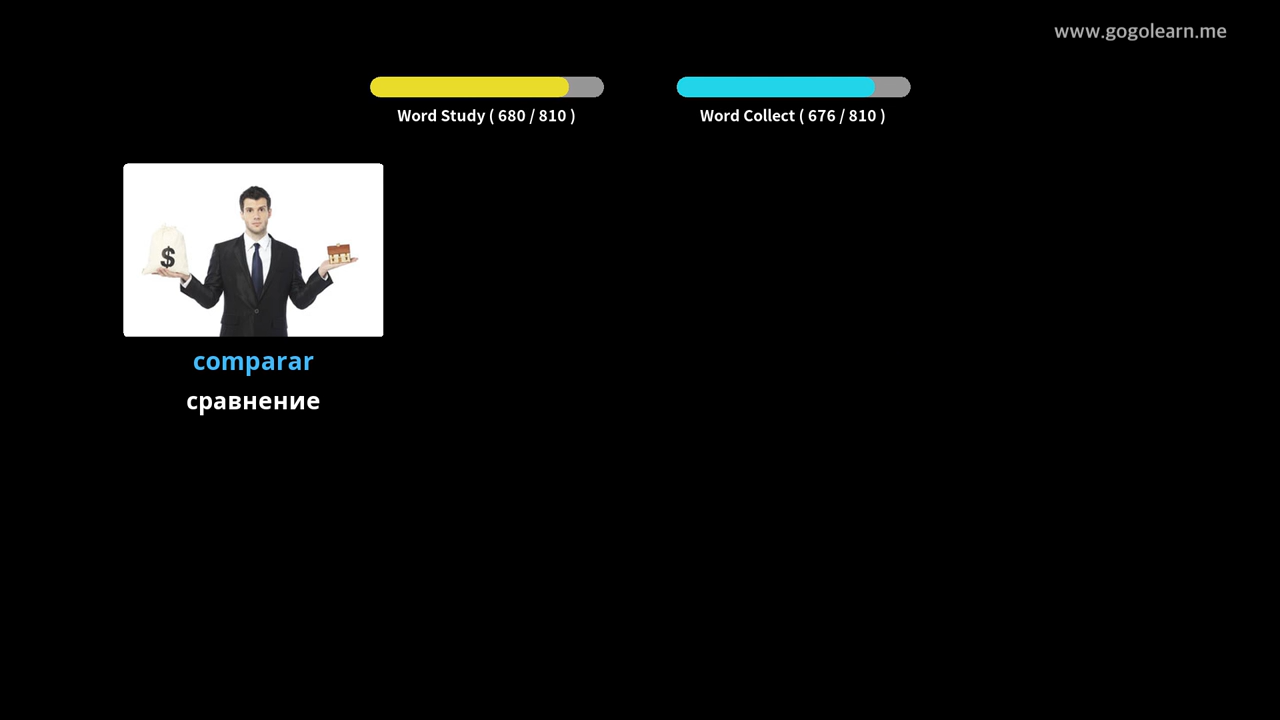 www.gogolearn.me
Word Study ( 680 / 810 )
Word Collect ( 676 / 810 )
$
comparar
сравнение